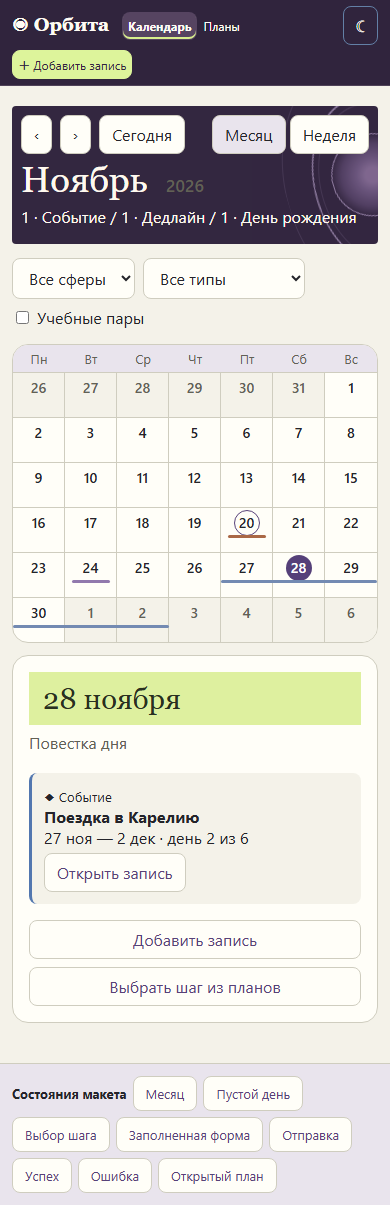 Орбита Календарь Планы ☾
+ Добавить запись
‹ › Сегодня Месяц Неделя
Ноябрь 2026
1 · Событие / 1 · Дедлайн / 1 · День рождения
Все сферы Все типы
Учебные пары
Пн Вт Ср Чт Пт Сб Вс
26 27 28 29 30 31 1
2 3 4 5 6 7 8
9 10 11 12 13 14 15
16 17 18 19 20 21 22
23 24 25 26 27 28 29
30 1 2 3 4 5 6
28 ноября
Повестка дня
◆ Событие
Поездка в Карелию
27 ноя — 2 дек · день 2 из 6
Открыть запись
Добавить запись
Выбрать шаг из планов
Состояния макета Месяц Пустой день
Выбор шага Заполненная форма Отправка
Успех Ошибка Открытый план